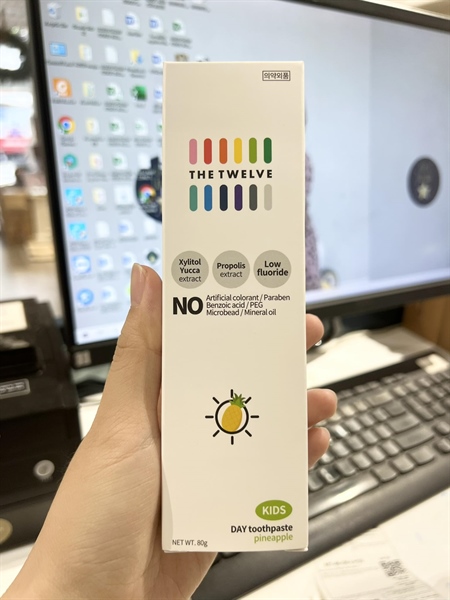 의약외품
THE TWELVE
Xylitol
Yucca
extract
Propolis
extract
Low
fluoride
NO
Artificial colorant / Paraben
Benzoic acid / PEG
Microbead / Mineral oil
KIDS
DAY toothpaste
pineapple
NET WT. 80g